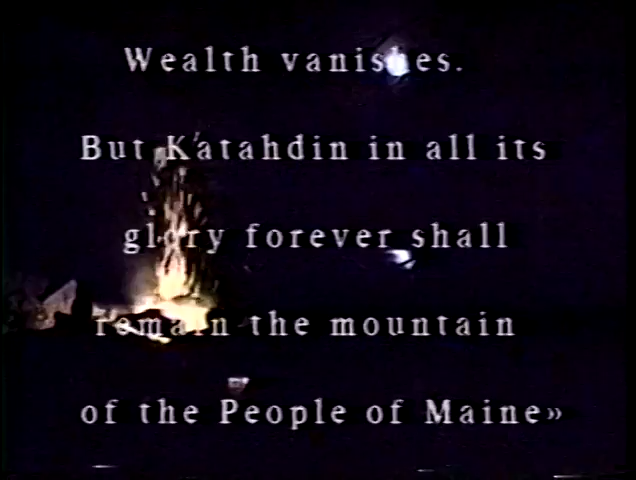 Wealth vanishes.
But Katahdin in all its
glory forever shall
remain the mountain
of the People of Maine»